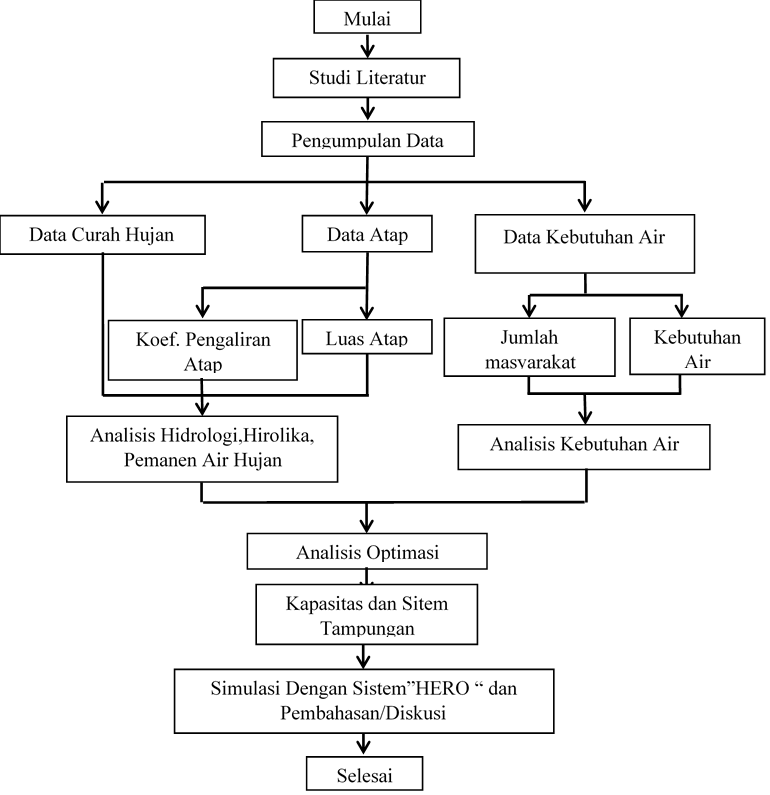 Mulai
Studi Literatur
Pengumpulan Data
Data Curah Hujan
Data Atap
Data Kebutuhan Air
Koef. Pengaliran
Atap
Luas Atap
Jumlah
masyarakat
Kebutuhan
Air
Analisis Hidrologi,Hirolika,
Pemanen Air Hujan
Analisis Kebutuhan Air
Analisis Optimasi
Kapasitas dan Sitem
Tampungan
Simulasi Dengan Sistem”HERO “ dan
Pembahasan/Diskusi
Selesai